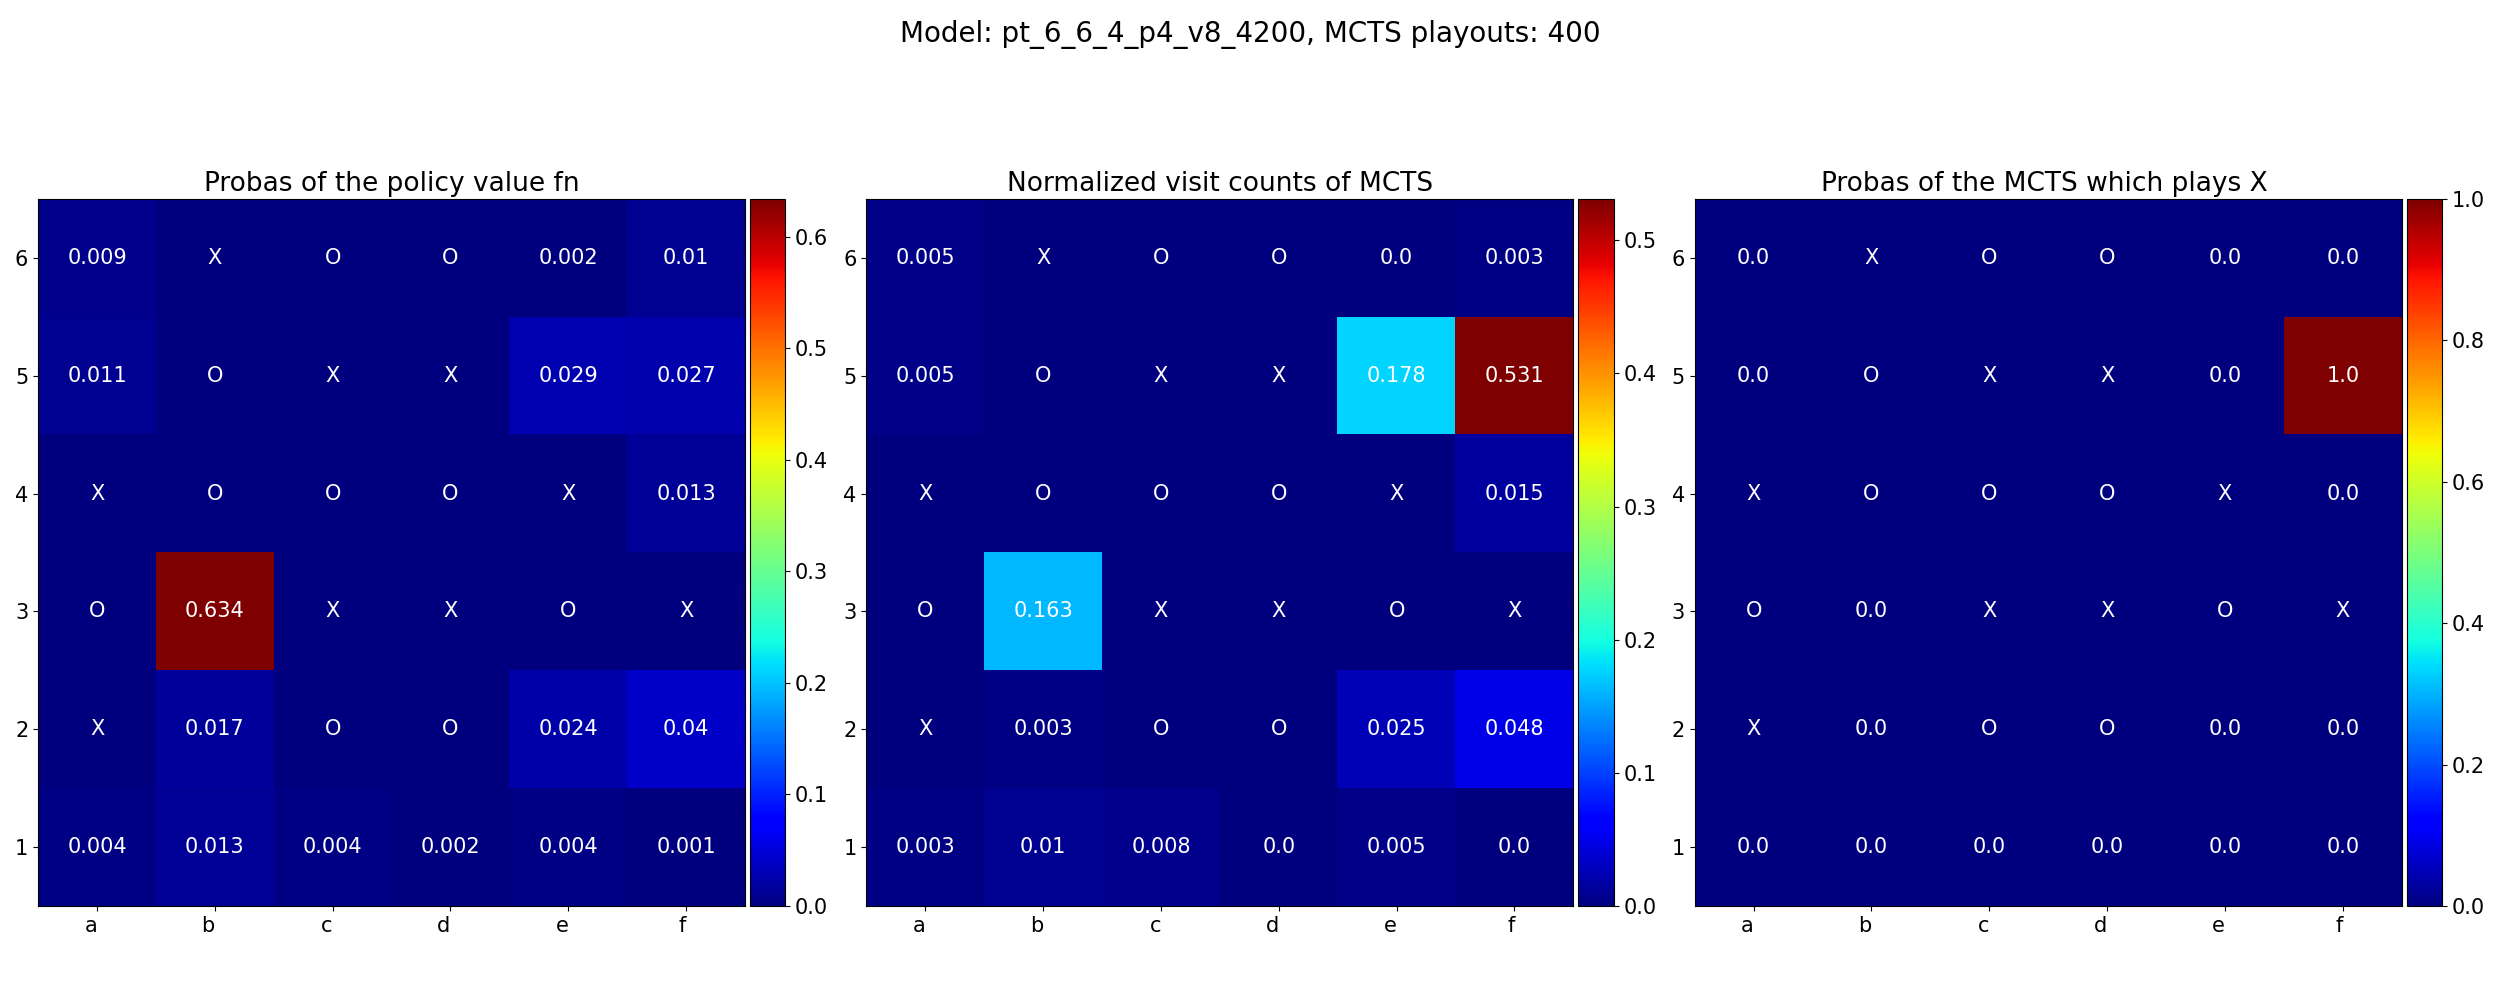 Model: pt_6_6_4_p4_v8_4200, MCTS playouts: 400
Probas of the policy value fn
6 0.009 X O O 0.002 0.01
5 0.011 O X X 0.029 0.027
4 X O O O X 0.013
3 O 0.634 X X O X
2 X 0.017 O O 0.024 0.04
1 0.004 0.013 0.004 0.002 0.004 0.001
a b c d e f
0.6
0.5
0.4
0.3
0.2
0.1
0.0
Normalized visit counts of MCTS
6 0.005 X O O 0.0 0.003
5 0.005 O X X 0.178 0.531
4 X O O O X 0.015
3 O 0.163 X X O X
2 X 0.003 O O 0.025 0.048
1 0.003 0.01 0.008 0.0 0.005 0.0
a b c d e f
0.5
0.4
0.3
0.2
0.1
0.0
Probas of the MCTS which plays X
6 0.0 X O O 0.0 0.0
5 0.0 O X X 0.0 1.0
4 X O O O X 0.0
3 O 0.0 X X O X
2 X 0.0 O O 0.0 0.0
1 0.0 0.0 0.0 0.0 0.0 0.0
a b c d e f
1.0
0.8
0.6
0.4
0.2
0.0